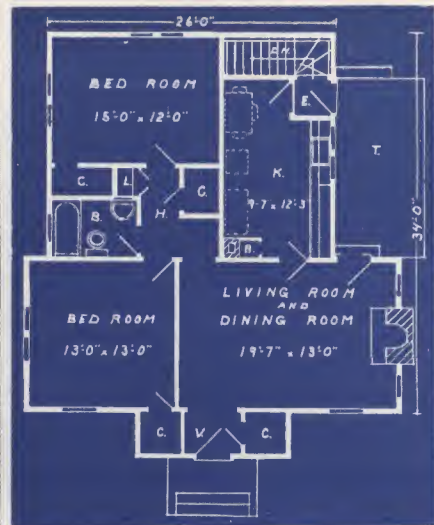 26'-0"
DN.
BED ROOM
15'-0" x 12'-0"
E.
C.
L.
C.
K.
T.
9'-7 x 12'-3
B.
H.
34'-0"
B.
LIVING ROOM
AND
DINING ROOM
19'-7" x 13'-0"
BED ROOM
13'-0" x 13'-0"
C.
V.
C.